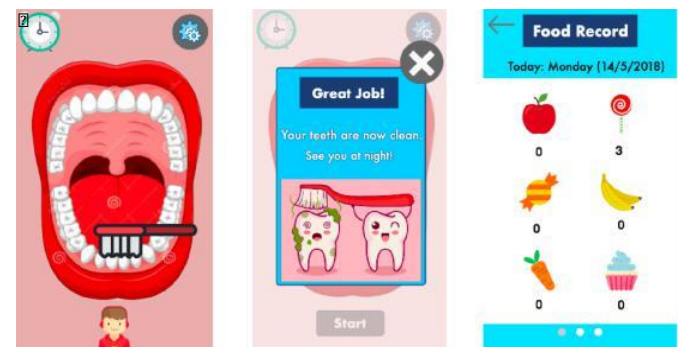 Great Job!
Your teeth are now clean.
See you at night!
Start
Food Record
Today: Monday (14/5/2018)
0
3
0
0
0
0